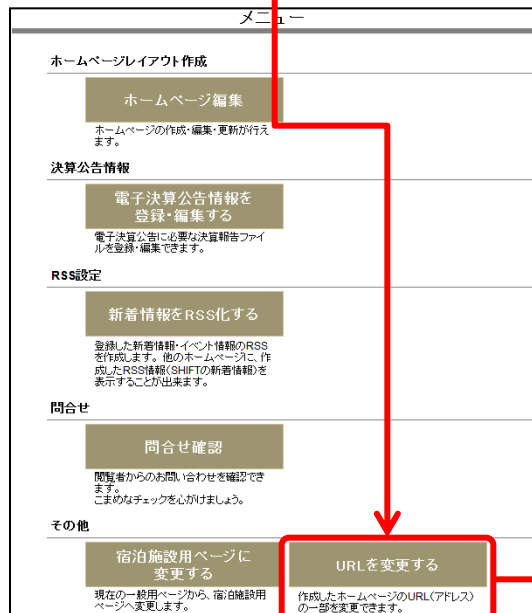 メニュー
ホームページレイアウト作成
ホームページ編集
ホームページの作成・編集・更新が行え
ます。
決算公告情報
電子決算公告情報を
登録・編集する
電子決算公告に必要な決算報告ファイ
ルを登録・編集できます。
RSS設定
新着情報をRSS化する
登録した新着情報・イベント情報のRSS
を作成します。他のホームページに、作
成したRSS情報(SHIFTの新着情報)を
表示することが出来ます。
問合せ
問合せ確認
閲覧者からのお問い合わせを確認でき
ます。
こまめなチェックを心がけましょう。
その他
宿泊施設用ページに
変更する
現在の一般用ページから、宿泊施設用
ページへ変更します。
URLを変更する
作成したホームページのURL(アドレス)
の一部を変更できます。